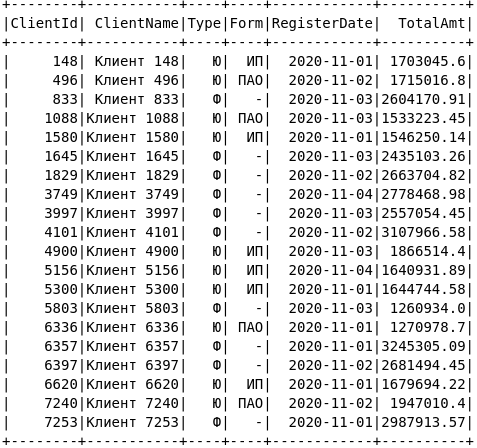 +--------+------------+----+----+------------+----------+
|ClientId| ClientName|Type|Form|RegisterDate|  TotalAmt|
+--------+------------+----+----+------------+----------+
|     148| Клиент 148|   Ю|  ИП|  2020-11-01| 1703045.6|
|     496| Клиент 496|   Ю| ПАО|  2020-11-02| 1715016.8|
|     833| Клиент 833|   Ф|   -|  2020-11-03|2604170.91|
|    1088|Клиент 1088|   Ю| ПАО|  2020-11-03|1533223.45|
|    1580|Клиент 1580|   Ю|  ИП|  2020-11-01|1546250.14|
|    1645|Клиент 1645|   Ф|   -|  2020-11-03|2435103.26|
|    1829|Клиент 1829|   Ф|   -|  2020-11-02|2663704.82|
|    3749|Клиент 3749|   Ф|   -|  2020-11-04|2778468.98|
|    3997|Клиент 3997|   Ф|   -|  2020-11-03|2557054.45|
|    4101|Клиент 4101|   Ф|   -|  2020-11-02|3107966.58|
|    4900|Клиент 4900|   Ю|  ИП|  2020-11-03| 1866514.4|
|    5156|Клиент 5156|   Ю|  ИП|  2020-11-04|1640931.89|
|    5300|Клиент 5300|   Ю|  ИП|  2020-11-01|1644744.58|
|    5803|Клиент 5803|   Ф|   -|  2020-11-03| 1260934.0|
|    6336|Клиент 6336|   Ю| ПАО|  2020-11-01| 1270978.7|
|    6357|Клиент 6357|   Ф|   -|  2020-11-01|3245305.09|
|    6397|Клиент 6397|   Ф|   -|  2020-11-02|2681494.45|
|    6620|Клиент 6620|   Ю|  ИП|  2020-11-01|1679694.22|
|    7240|Клиент 7240|   Ю| ПАО|  2020-11-02| 1947010.4|
|    7253|Клиент 7253|   Ф|   -|  2020-11-01|2987913.57|
+--------+-----------+----+----+------------+----------+